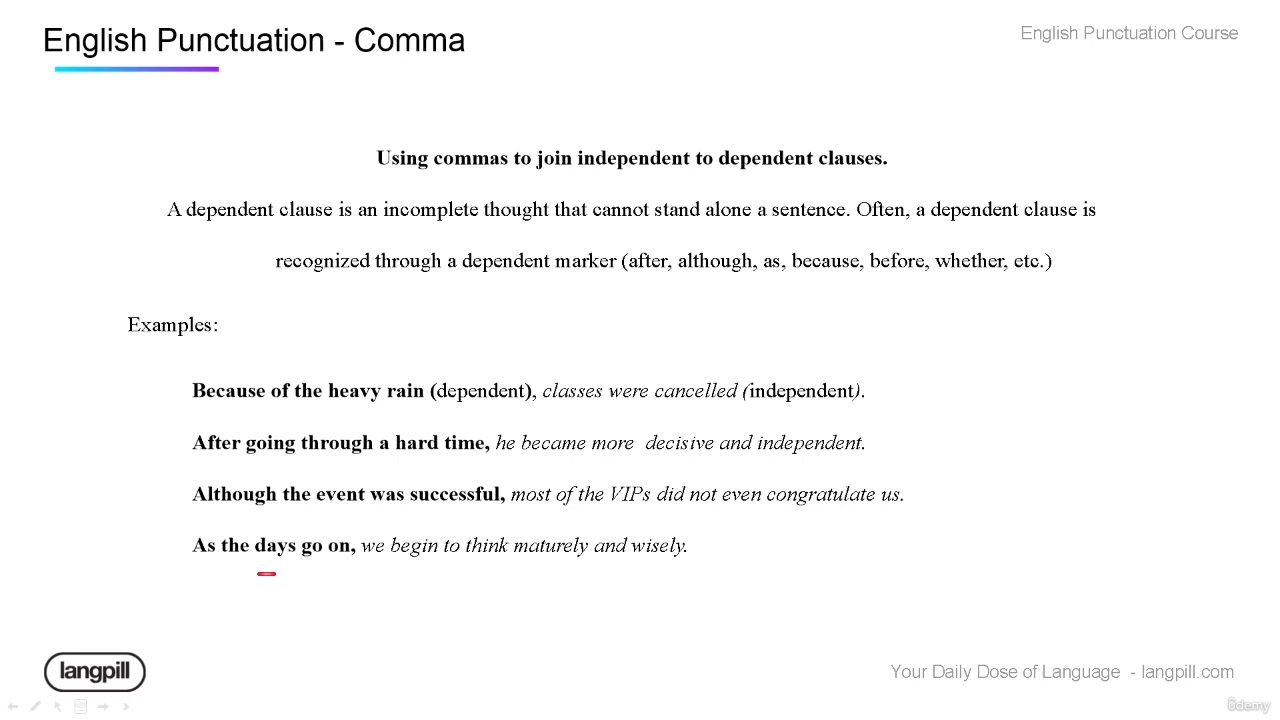 English Punctuation - Comma
English Punctuation Course
Using commas to join independent to dependent clauses.
A dependent clause is an incomplete thought that cannot stand alone a sentence. Often, a dependent clause is
recognized through a dependent marker (after, although, as, because, before, whether, etc.)
Examples:
Because of the heavy rain (dependent), classes were cancelled (independent).
After going through a hard time, he became more  decisive and independent.
Although the event was successful, most of the VIPs did not even congratulate us.
As the days go on, we begin to think maturely and wisely.
langpill
Your Daily Dose of Language  - langpill.com
ûdemy